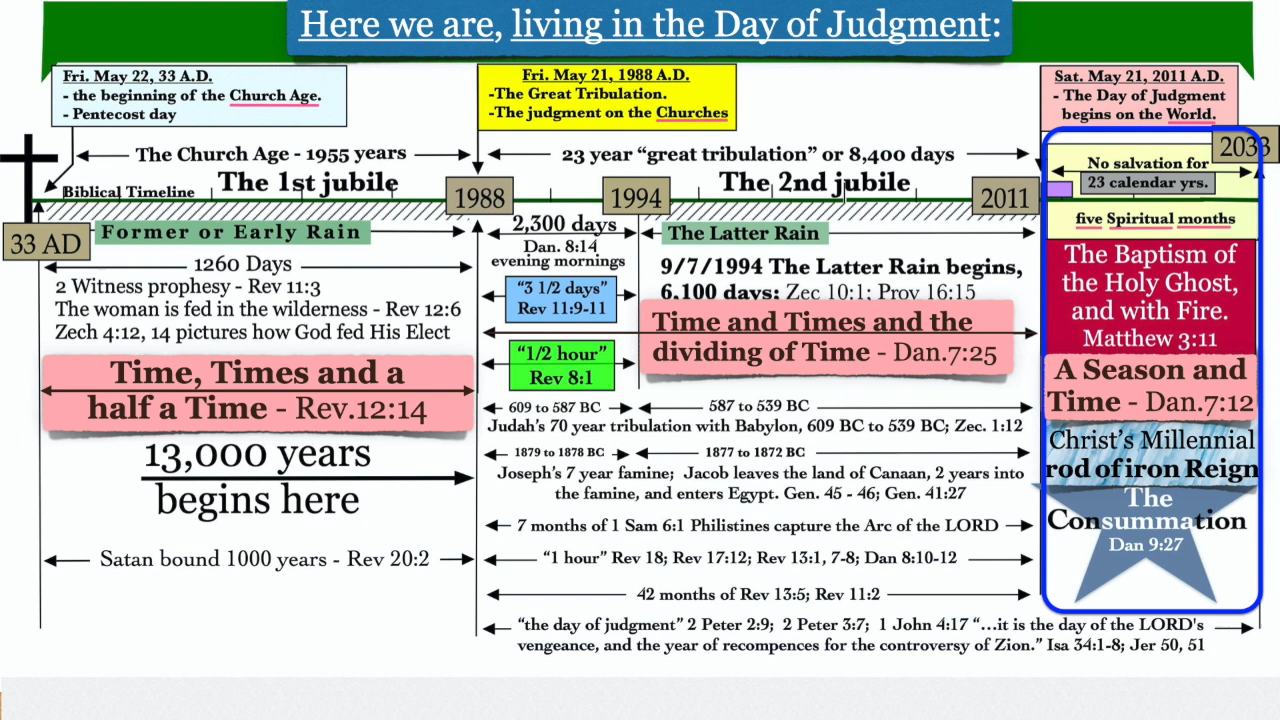 Here we are, living in the Day of Judgment:
Fri. May 22, 33 A.D.
- the beginning of the Church Age.
- Pentecost day
Fri. May 21, 1988 A.D.
-The Great Tribulation.
-The judgment on the Churches
Sat. May 21, 2011 A.D.
- The Day of Judgment
begins on the World.
2033
The Church Age - 1955 years
23 year “great tribulation” or 8,400 days
No salvation for
23 calendar yrs.
Biblical Timeline
The 1st jubile
1988
1994
The 2nd jubile
2011
five Spiritual months
33 AD
Former or Early Rain
2,300 days
Dan. 8:14
evening mornings
The Latter Rain
1260 Days
2 Witness prophesy - Rev 11:3
The woman is fed in the wilderness - Rev 12:6
Zech 4:12, 14 pictures how God fed His Elect
“3 1/2 days”
Rev 11:9-11
9/7/1994 The Latter Rain begins,
6,100 days: Zec 10:1; Prov 16:15
The Baptism of
the Holy Ghost,
and with Fire.
Matthew 3:11
Time, Times and a
half a Time - Rev.12:14
“1/2 hour”
Rev 8:1
Time and Times and the
dividing of Time - Dan.7:25
A Season and
Time - Dan.7:12
609 to 587 BC
587 to 539 BC
Judah's 70 year tribulation with Babylon, 609 BC to 539 BC; Zec. 1:12
1879 to 1878 BC
1877 to 1872 BC
Joseph's 7 year famine; Jacob leaves the land of Canaan, 2 years into
the famine, and enters Egypt. Gen. 45 - 46; Gen. 41:27
Christ's Millennial
rod of iron Reign
13,000 years
begins here
The
Consummation
Dan 9:27
7 months of 1 Sam 6:1 Philistines capture the Arc of the LORD
Satan bound 1000 years - Rev 20:2
“1 hour” Rev 18; Rev 17:12; Rev 13:1, 7-8; Dan 8:10-12
42 months of Rev 13:5; Rev 11:2
“the day of judgment” 2 Peter 2:9; 2 Peter 3:7; 1 John 4:17 “...it is the day of the LORD's
vengeance, and the year of recompences for the controversy of Zion.” Isa 34:1-8; Jer 50, 51